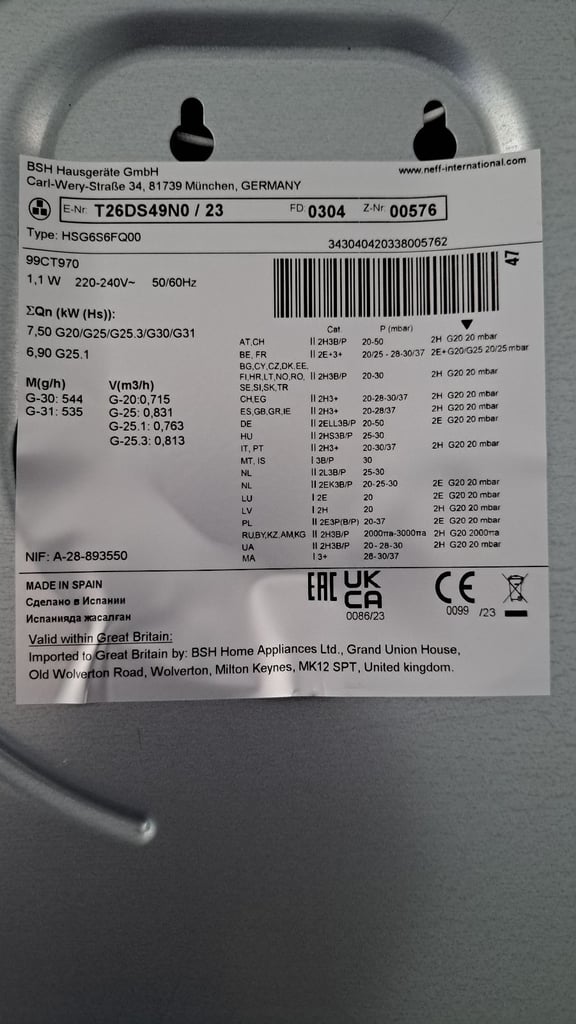 BSH Hausgeräte GmbH
Carl-Wery-Straße 34, 81739 München, GERMANY
www.neff-international.com
E-Nr. T26DS49N0 / 23 FD 0304 Z-Nr. 00576
Type: HSG6S6FQ00
343040420338005762
47
99CT970
1,1 W 220-240V~ 50/60Hz
ΣQn (kW (Hs)):
7,50 G20/G25/G25.3/G30/G31
6,90 G25.1
M(g/h) V(m3/h)
G-30: 544 G-20:0,715
G-31: 535 G-25: 0,831
G-25.1: 0,763
G-25.3: 0,813
Cat. P (mbar)
AT,CH II 2H3B/P 20-50 2H G20 20 mbar
BE, FR II 2E+3+ 20/25 - 28-30/37 2E+G20/G25 20/25 mbar
BG,CY,CZ,DK,EE,
FI,HR,LT,NO,RO, II 2H3B/P 20-30 2H G20 20 mbar
SE,SI,SK,TR
CH,EG II 2H3+ 20-28-30/37 2H G20 20 mbar
ES,GB,GR,IE II 2H3+ 20-28/37 2H G20 20 mbar
DE II 2ELL3B/P 20-50 2E G20 20 mbar
HU II 2HS3B/P 25-30
IT, PT II 2H3+ 20-30/37 2H G20 20 mbar
MT, IS I 3B/P 30
NL II 2L3B/P 25-30
NL II 2EK3B/P 20-25-30 2E G20 20 mbar
LU I 2E 20 2E G20 20 mbar
LV I 2H 20 2H G20 20 mbar
PL II 2E3P(B/P) 20-37 2E G20 20 mbar
RU,BY,KZ,AM,KG II 2H3B/P 2000πa-3000πa 2H G20 2000πa
UA II 2H3B/P 20 - 28 - 30 2H G20 20 mbar
MA I 3+ 28-30/37
NIF: A-28-893550
MADE IN SPAIN
Сделано в Испании
Испанияда жасалған
EAC UK CA CE
0086/23 0099 /23
Valid within Great Britain:
Imported to Great Britain by: BSH Home Appliances Ltd., Grand Union House,
Old Wolverton Road, Wolverton, Milton Keynes, MK12 5PT, United kingdom.